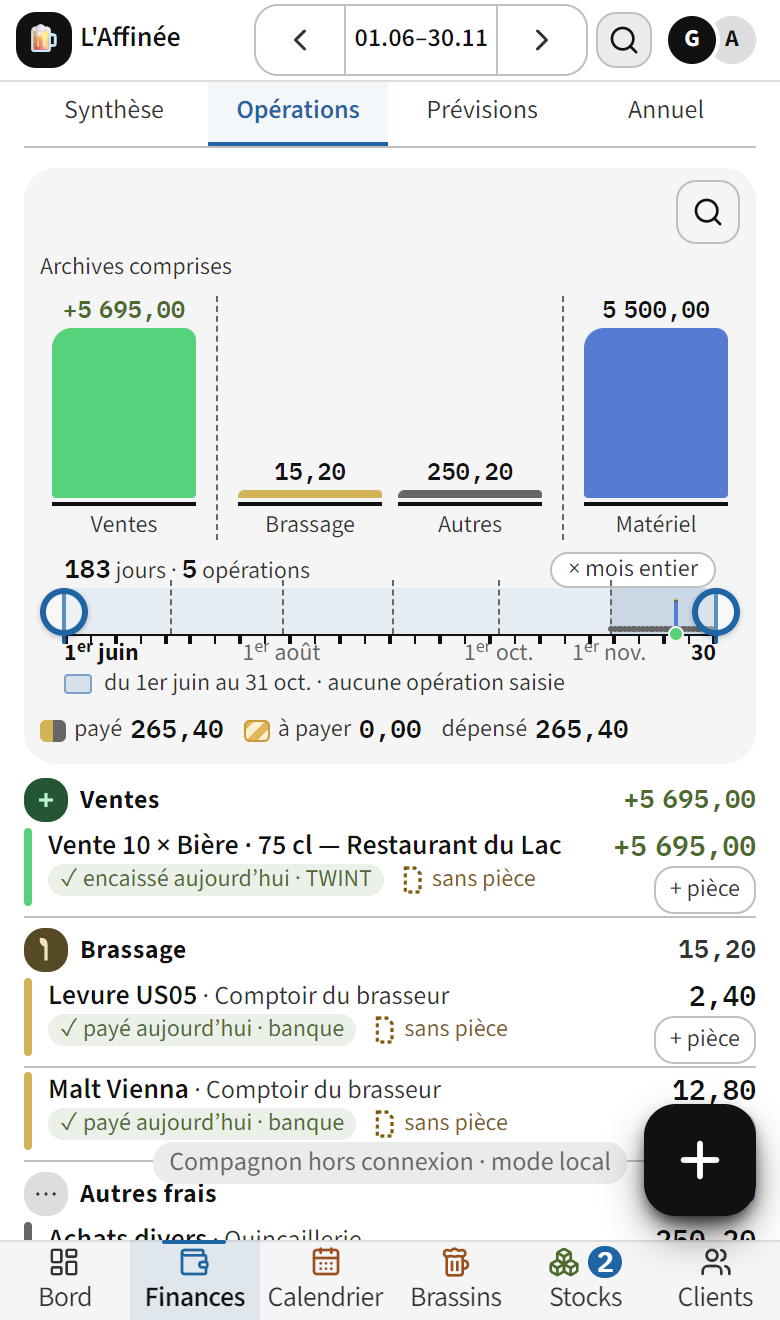 L'Affinée
01.06–30.11
G
A
Synthèse Opérations Prévisions Annuel
Archives comprises
+5 695,00 5 500,00
15,20 250,20
Ventes Brassage Autres Matériel
183 jours · 5 opérations × mois entier
1er juin 1er août 1er oct. 1er nov. 30
du 1er juin au 31 oct. · aucune opération saisie
payé 265,40 à payer 0,00 dépensé 265,40
+ Ventes +5 695,00
Vente 10 × Bière · 75 cl — Restaurant du Lac +5 695,00
✓ encaissé aujourd’hui · TWINT sans pièce + pièce
Brassage 15,20
Levure US05 · Comptoir du brasseur 2,40
✓ payé aujourd’hui · banque sans pièce + pièce
Malt Vienna · Comptoir du brasseur 12,80
✓ payé aujourd’hui · banque sans pièce
Compagnon hors connexion · mode local
+
··· Autres frais
Achats divers · Quincaillerie 250,20
2
Bord Finances Calendrier Brassins Stocks Clients